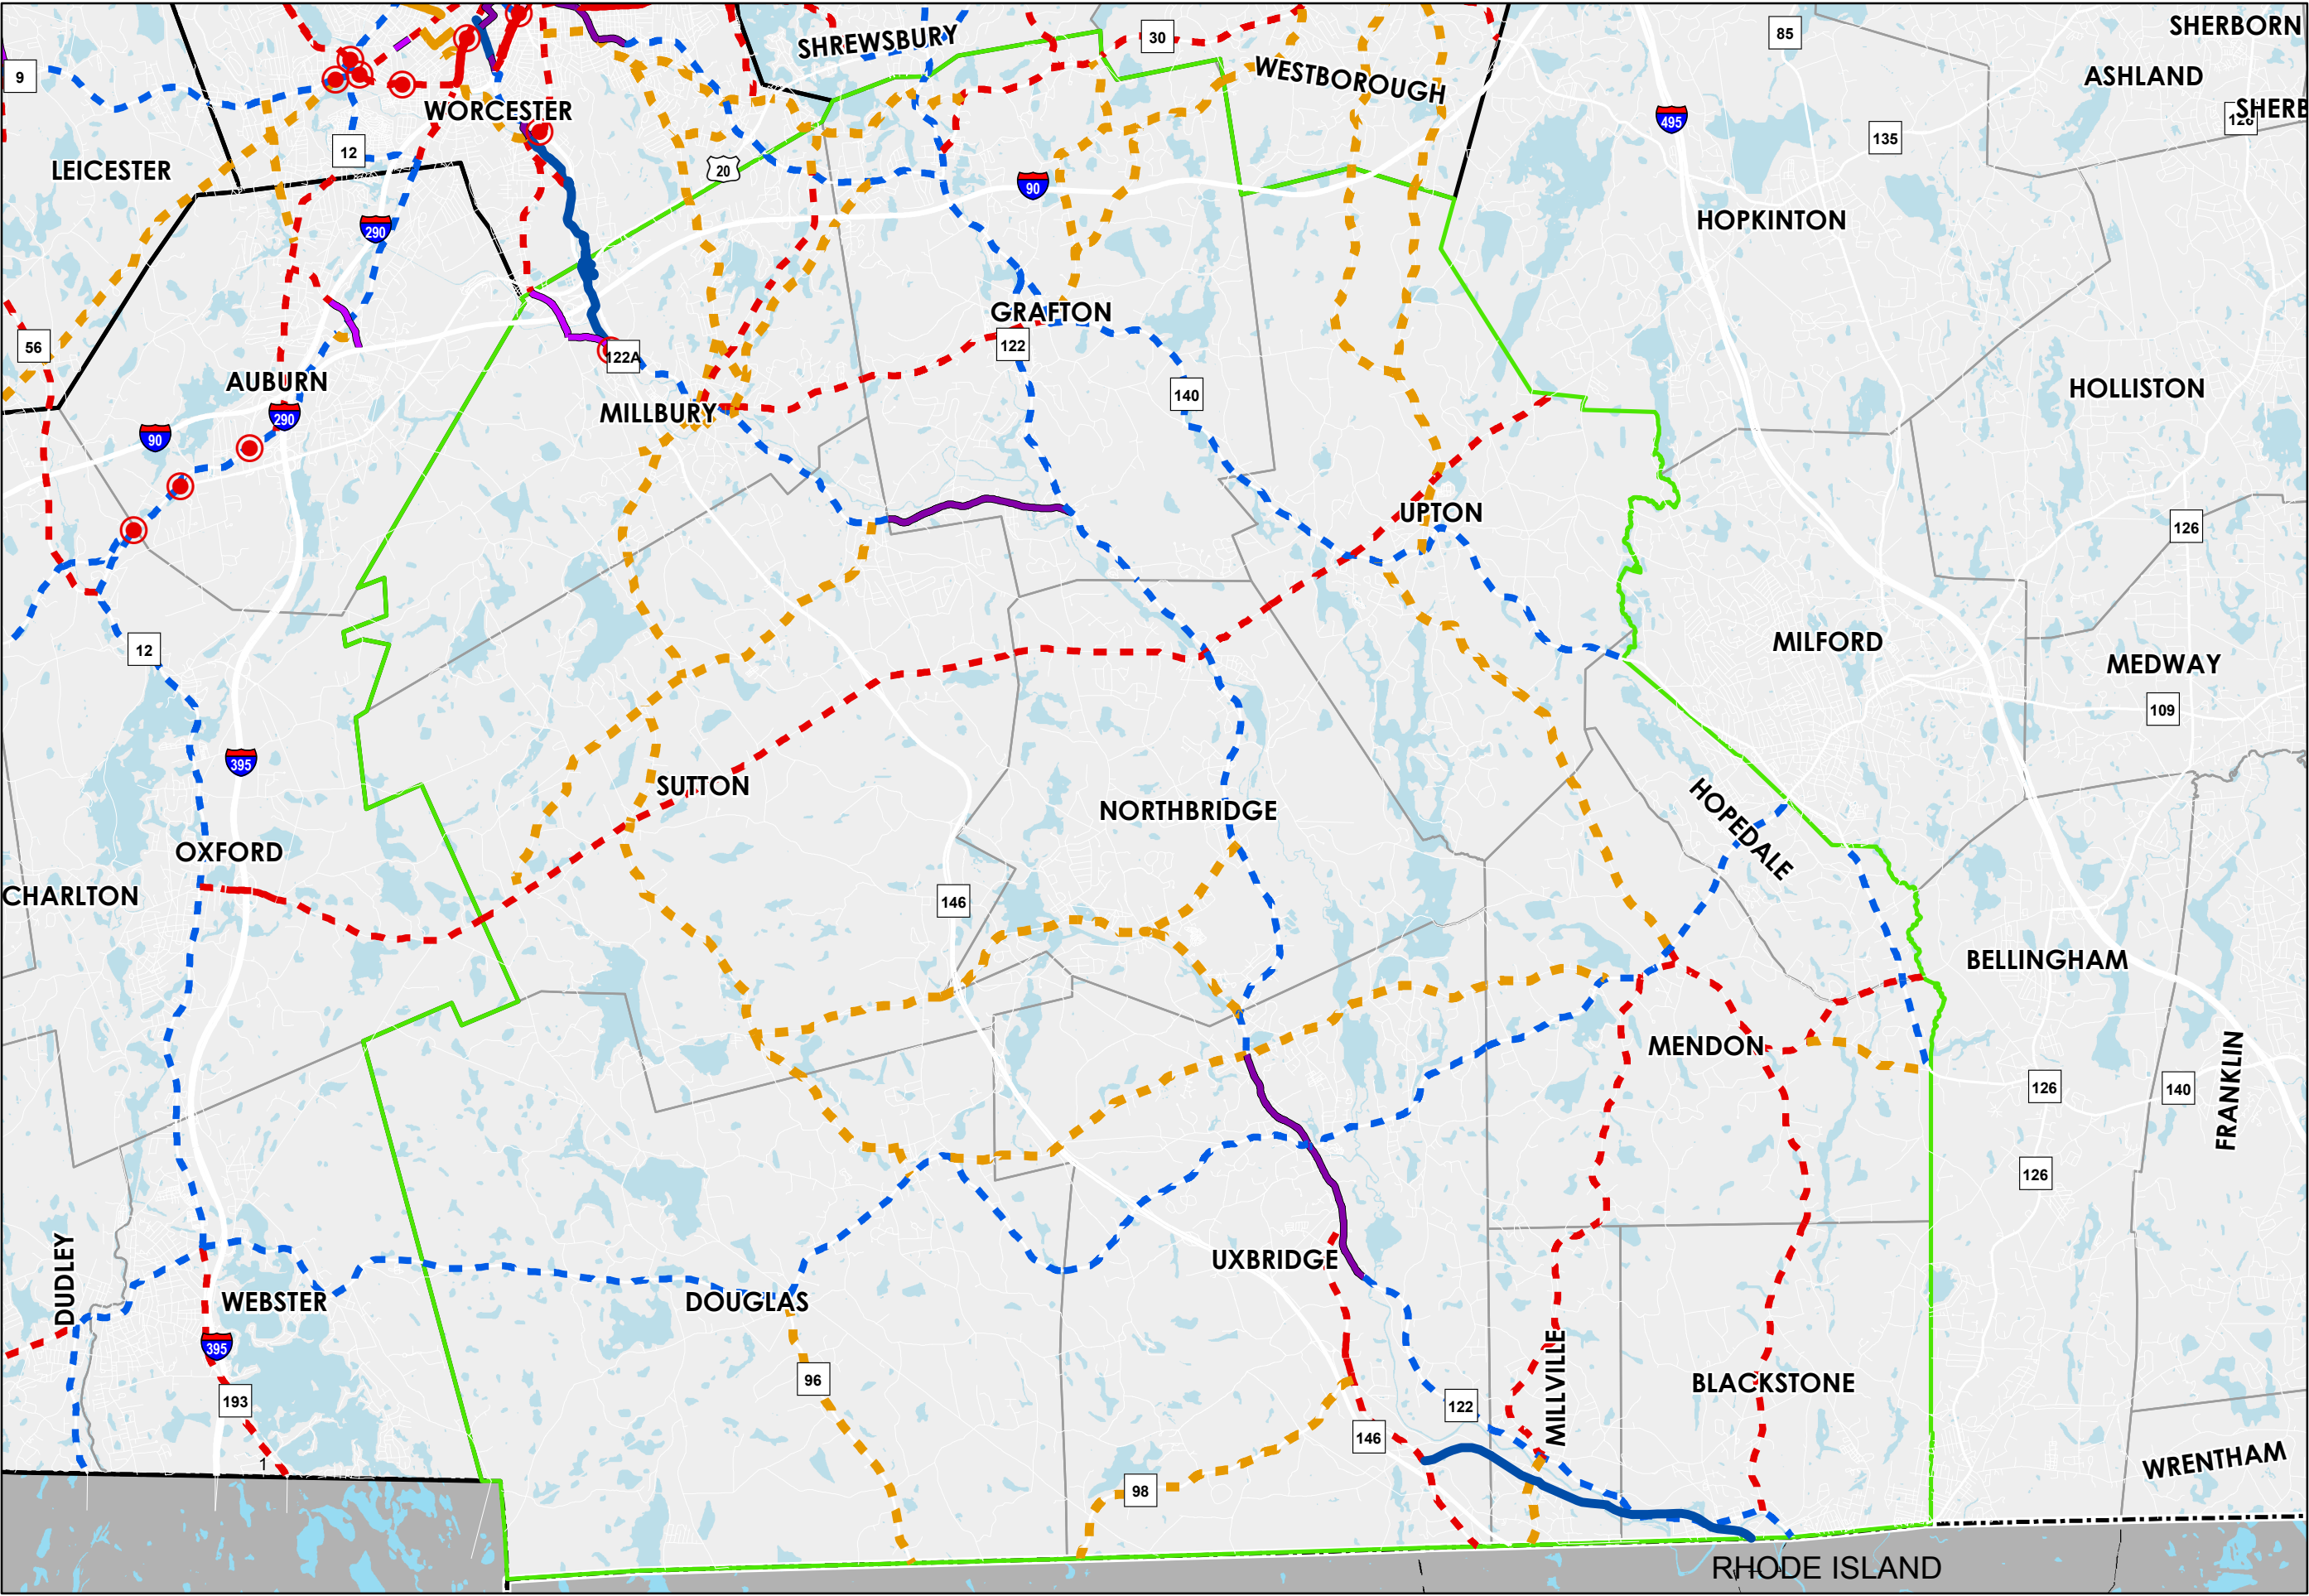 SHERBORN
30
85
SHREWSBURY
9
WESTBOROUGH
ASHLAND
WORCESTER
495
126
SHERB
135
12
LEICESTER
20
90
290
HOPKINTON
GRAFTON
56
122
122A
AUBURN
HOLLISTON
140
290
MILLBURY
90
UPTON
126
12
MILFORD
MEDWAY
109
395
SUTTON
HOPEDALE
NORTHBRIDGE
OXFORD
CHARLTON
146
BELLINGHAM
MENDON
FRANKLIN
126
140
126
DUDLEY
UXBRIDGE
WEBSTER
DOUGLAS
395
MILLVILLE
96
BLACKSTONE
193
122
146
1
WRENTHAM
98
RHODE ISLAND